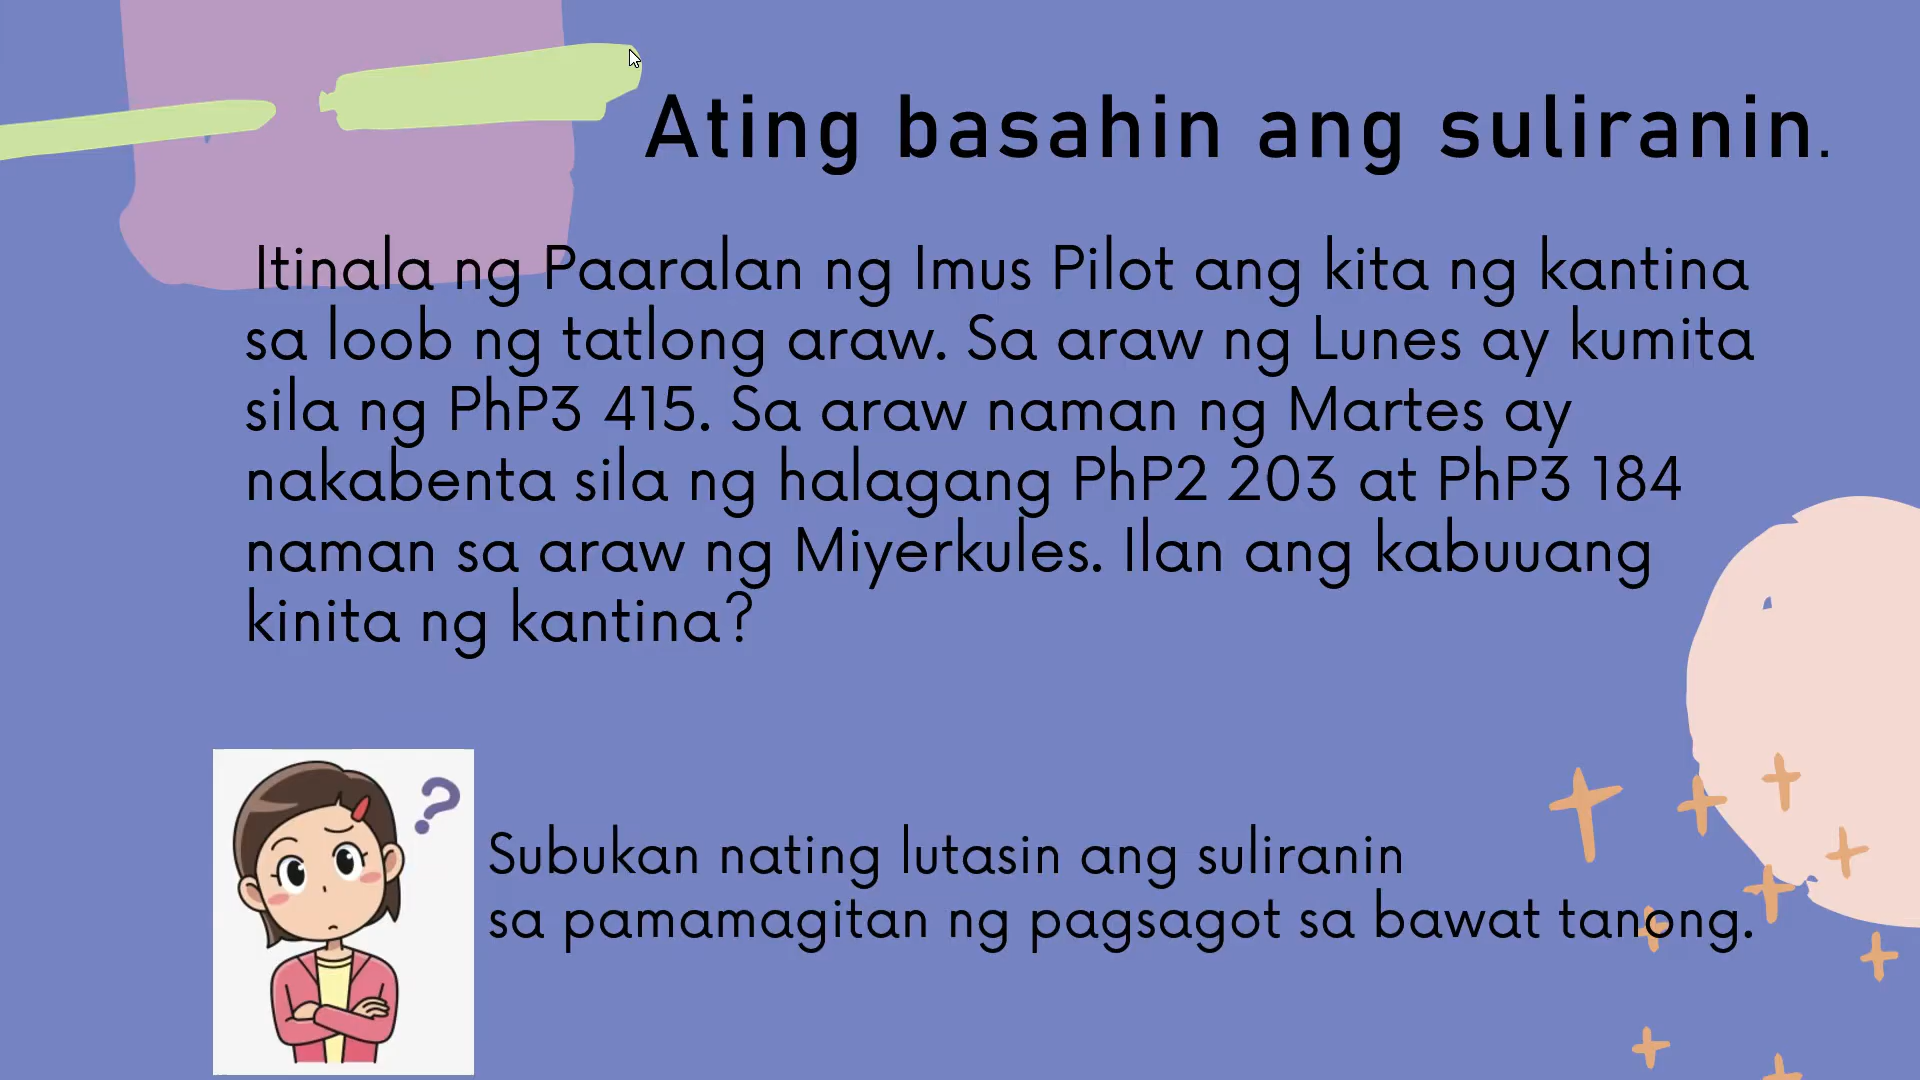 Ating basahin ang suliranin.
Itinala ng Paaralan ng Imus Pilot ang kita ng kantina
sa loob ng tatlong araw. Sa araw ng Lunes ay kumita
sila ng PhP3 415. Sa araw naman ng Martes ay
nakabenta sila ng halagang PhP2 203 at PhP3 184
naman sa araw ng Miyerkules. Ilan ang kabuuang
kinita ng kantina?
?
Subukan nating lutasin ang suliranin
sa pamamagitan ng pagsagot sa bawat tanong.